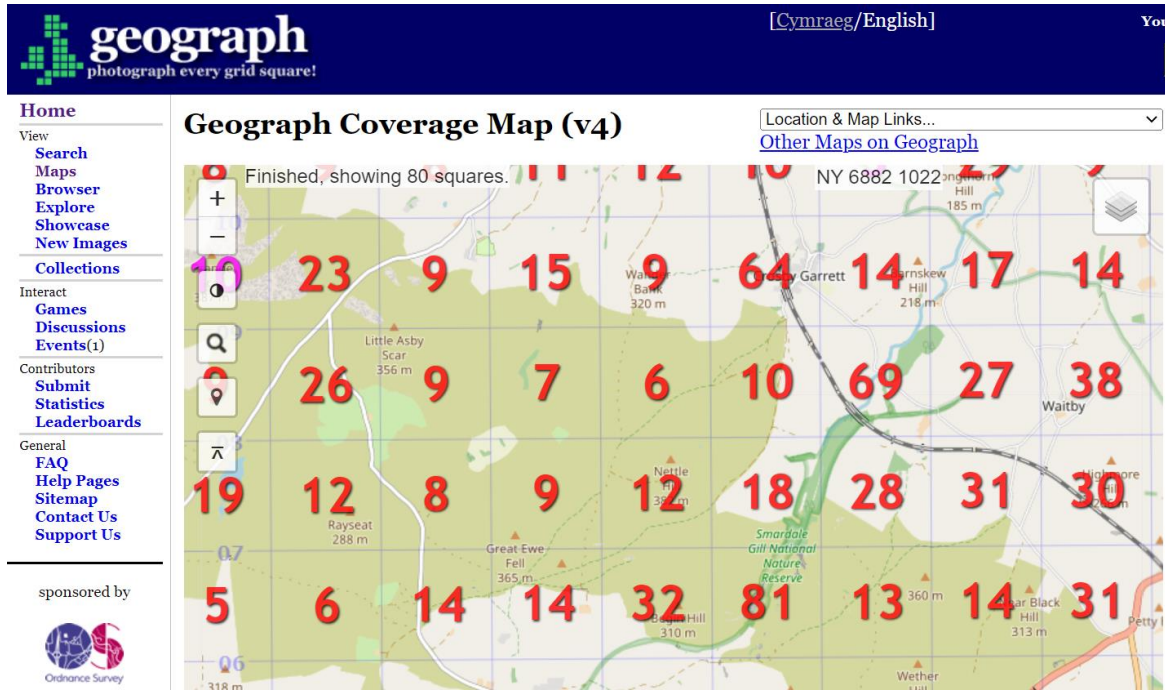 geograph
photograph every grid square!
[Cymraeg/English]
You
Home
View
Search
Maps
Browser
Explore
Showcase
New Images
Collections
Interact
Games
Discussions
Events(1)
Contributors
Submit
Statistics
Leaderboards
General
FAQ
Help Pages
Sitemap
Contact Us
Support Us
sponsored by
Ordnance Survey
Geograph Coverage Map (v4)
Location & Map Links...
Other Maps on Geograph
Finished, showing 80 squares.
NY 6882 1022
Hill
185 m
+
−
10 23 9 15 9 64 14 17 14
Bank
320 m
Crosby Garrett
Hill
218 m
Little Asby
Scar
356 m
26 9 7 6 10 69 27 38
Waitby
19 12 8 9 12 18 28 31 30
Rayseat
288 m
Nettle
Highmore
07
Great Ewe
Fell
365 m
Smardale
Gill National
Nature
Reserve
5 6 14 14 32 81 13 14 31
360 m
Black
Hill
313 m
Hill
310 m
Petty
06
318 m
Wether